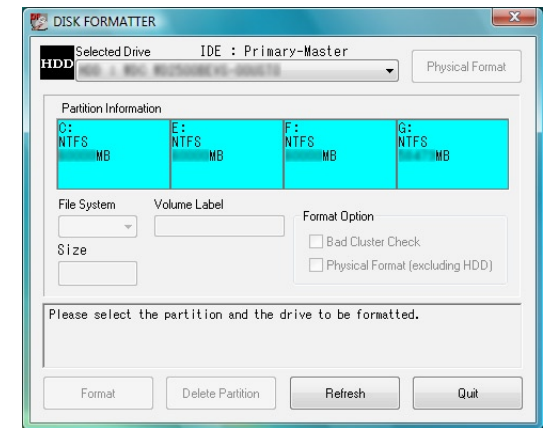 DISK FORMATTER
Selected Drive IDE : Primary-Master
HDD
Physical Format
Partition Information
C: E: F: G:
NTFS NTFS NTFS NTFS
MB MB MB MB
File System Volume Label
Format Option
Bad Cluster Check
Size
Physical Format (excluding HDD)
Please select the partition and the drive to be formatted.
Format Delete Partition Refresh Quit